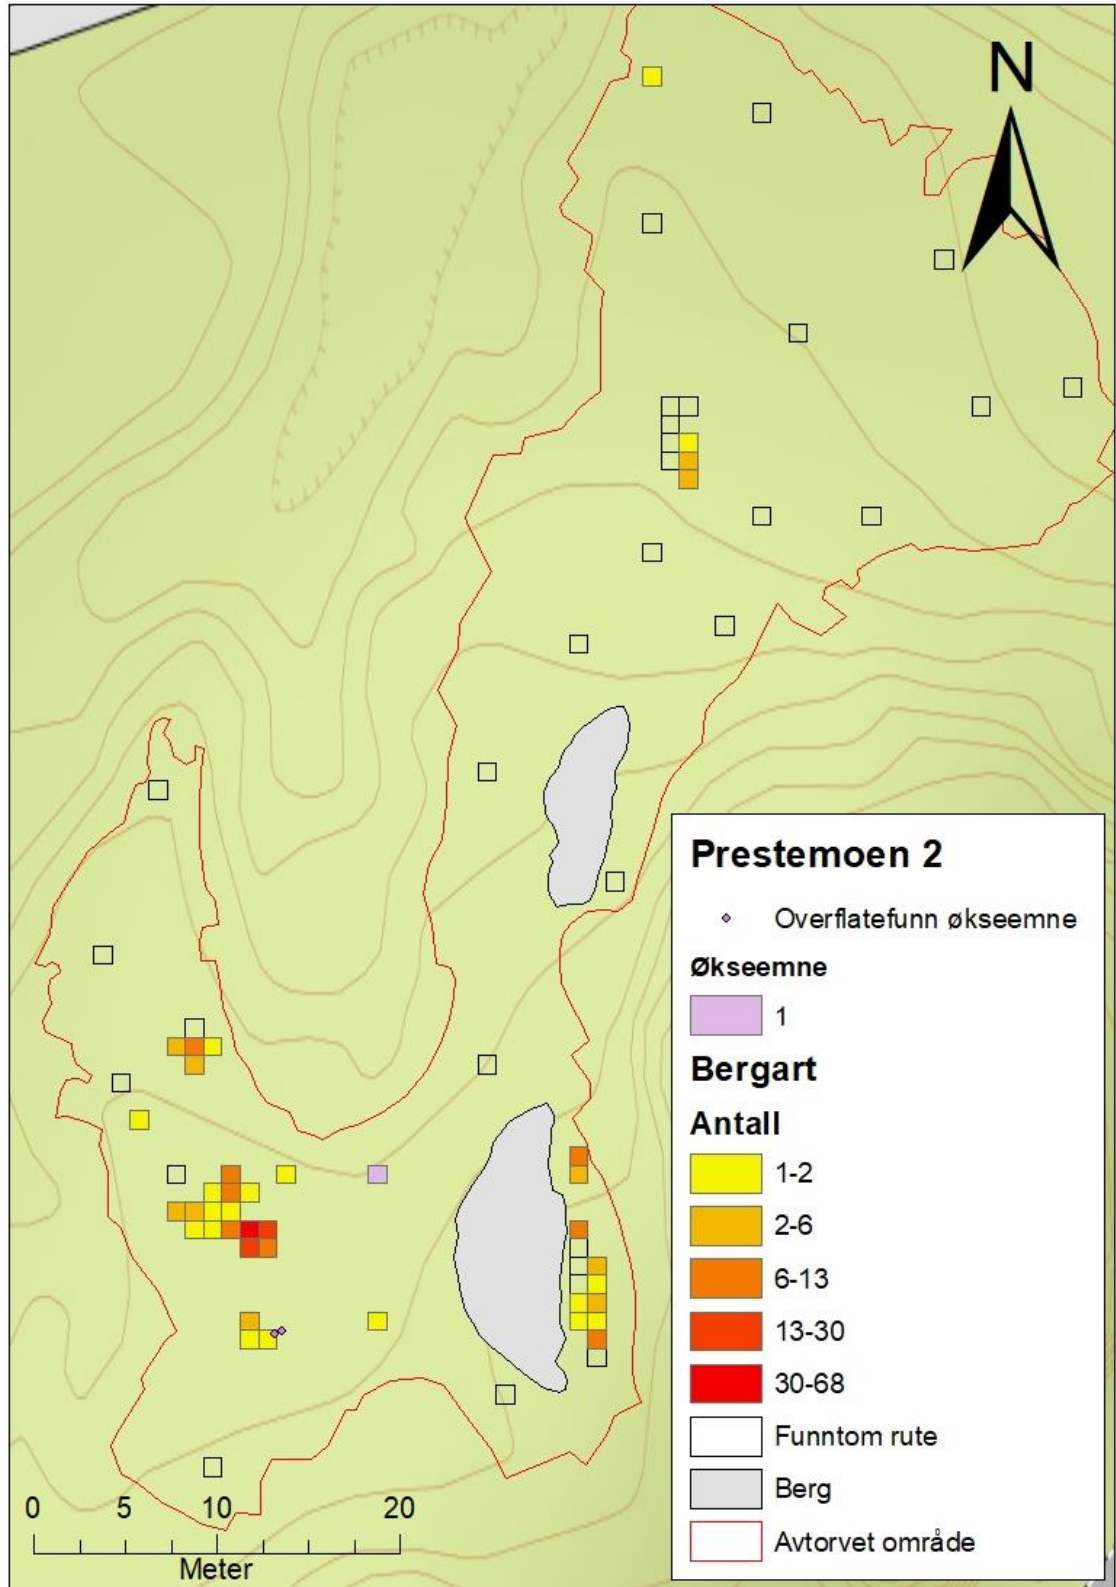 N
Prestemoen 2
Overflatefunn økseemne
Økseemne
1
Bergart
Antall
1-2
2-6
6-13
13-30
30-68
Funntom rute
Berg
Avtorvet område
0 5 10 20
Meter